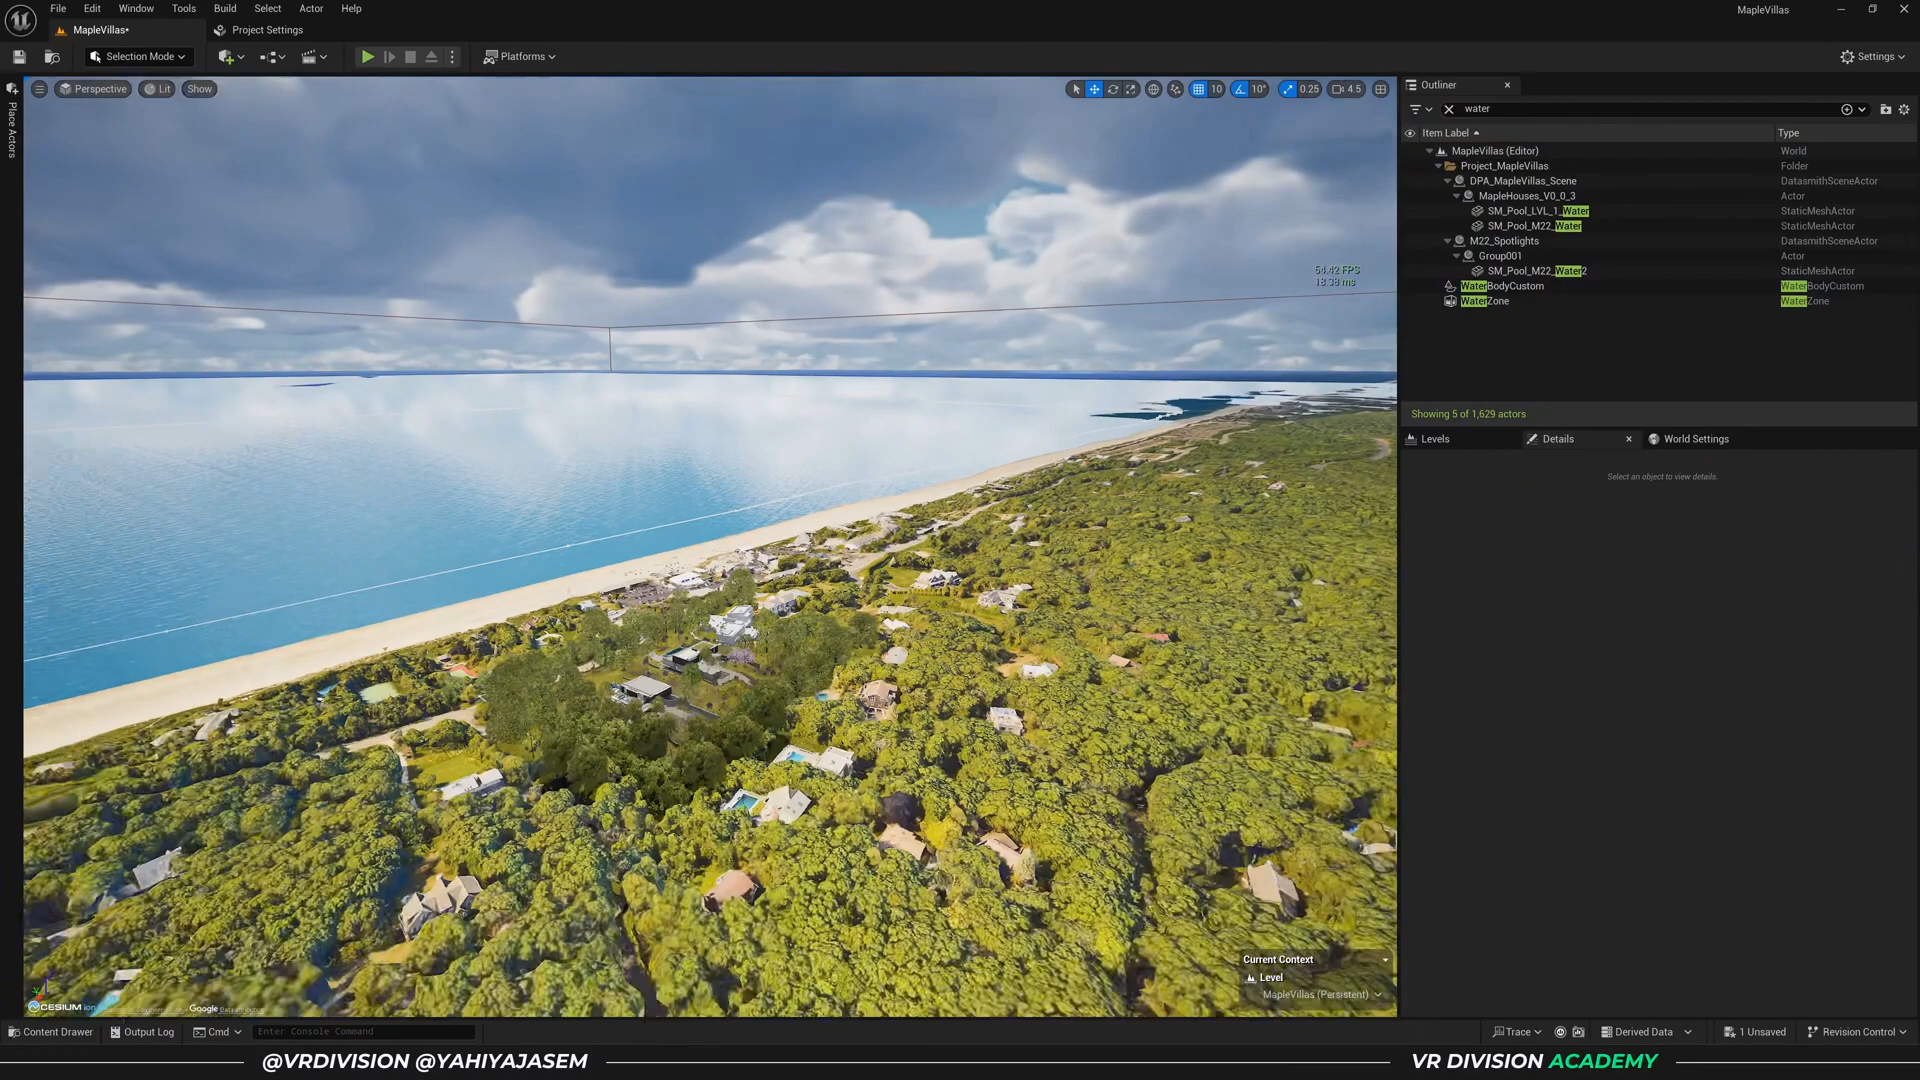 File Edit Window Tools Build Select Actor Help
MapleVillas
MapleVillas• Project Settings
Selection Mode Platforms Settings
Perspective Lit Show 10 10° 0.25 4.5
Place Actors
Outliner
water
Item Label Type
MapleVillas (Editor) World
Project_MapleVillas Folder
DPA_MapleVillas_Scene DatasmithSceneActor
MapleHouses_V0_0_3 Actor
SM_Pool_LVL_1_Water StaticMeshActor
SM_Pool_M22_Water StaticMeshActor
M22_Spotlights DatasmithSceneActor
Group001 Actor
SM_Pool_M22_Water2 StaticMeshActor
WaterBodyCustom WaterBodyCustom
WaterZone WaterZone
54.42 FPS
18.38 ms
Showing 5 of 1,629 actors
Levels Details World Settings
Select an object to view details.
Current Context
Level
MapleVillas (Persistent)
CESIUM ion Google
Content Drawer Output Log Cmd Enter Console Command Trace Derived Data 1 Unsaved Revision Control
@VRDIVISION @YAHIYAJASEM VR DIVISION ACADEMY